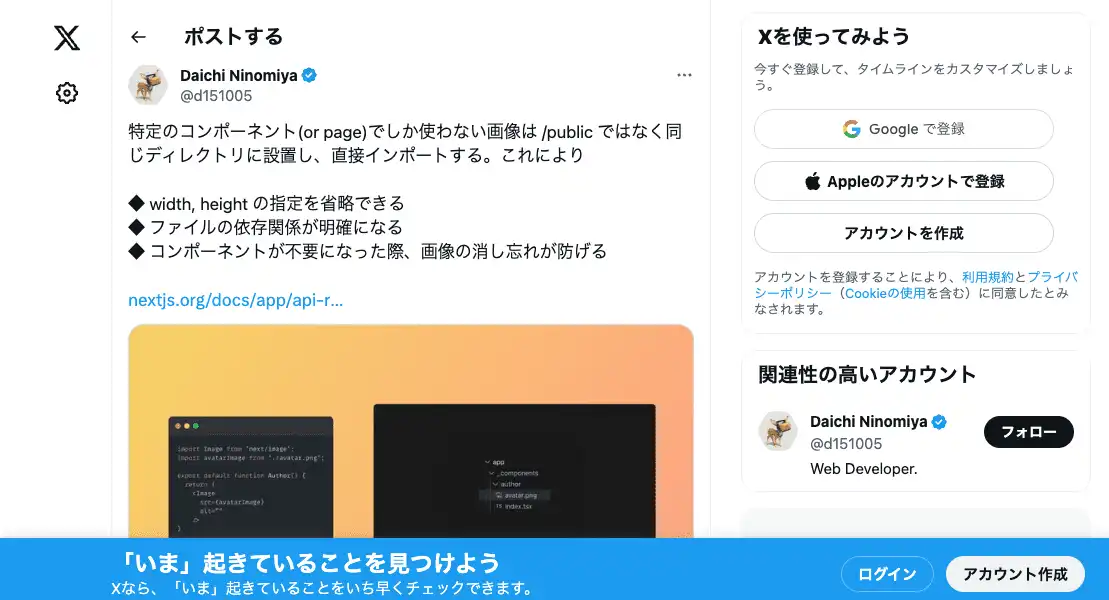 ポストする
Daichi Ninomiya
@d151005
特定のコンポーネント(or page)でしか使わない画像は /public ではなく同
じディレクトリに設置し、直接インポートする。これにより
◆ width, height の指定を省略できる
◆ ファイルの依存関係が明確になる
◆ コンポーネントが不要になった際、画像の消し忘れが防げる
nextjs.org/docs/app/api-r...
import Image from 'next/image';
import avatarImage from './avatar.png';
export default function Author() {
return (
<Image
src={avatarImage}
alt=""
/>
)
app
_components
author
avatar.png
index.tsx
Xを使ってみよう
今すぐ登録して、タイムラインをカスタマイズしましょ
う。
Google で登録
Appleのアカウントで登録
アカウントを作成
アカウントを登録することにより、利用規約とプライバ
シーポリシー（Cookieの使用を含む）に同意したとみ
なされます。
関連性の高いアカウント
Daichi Ninomiya
@d151005
フォロー
Web Developer.
「いま」起きていることを見つけよう
Xなら、「いま」起きていることをいち早くチェックできます。
ログイン
アカウント作成